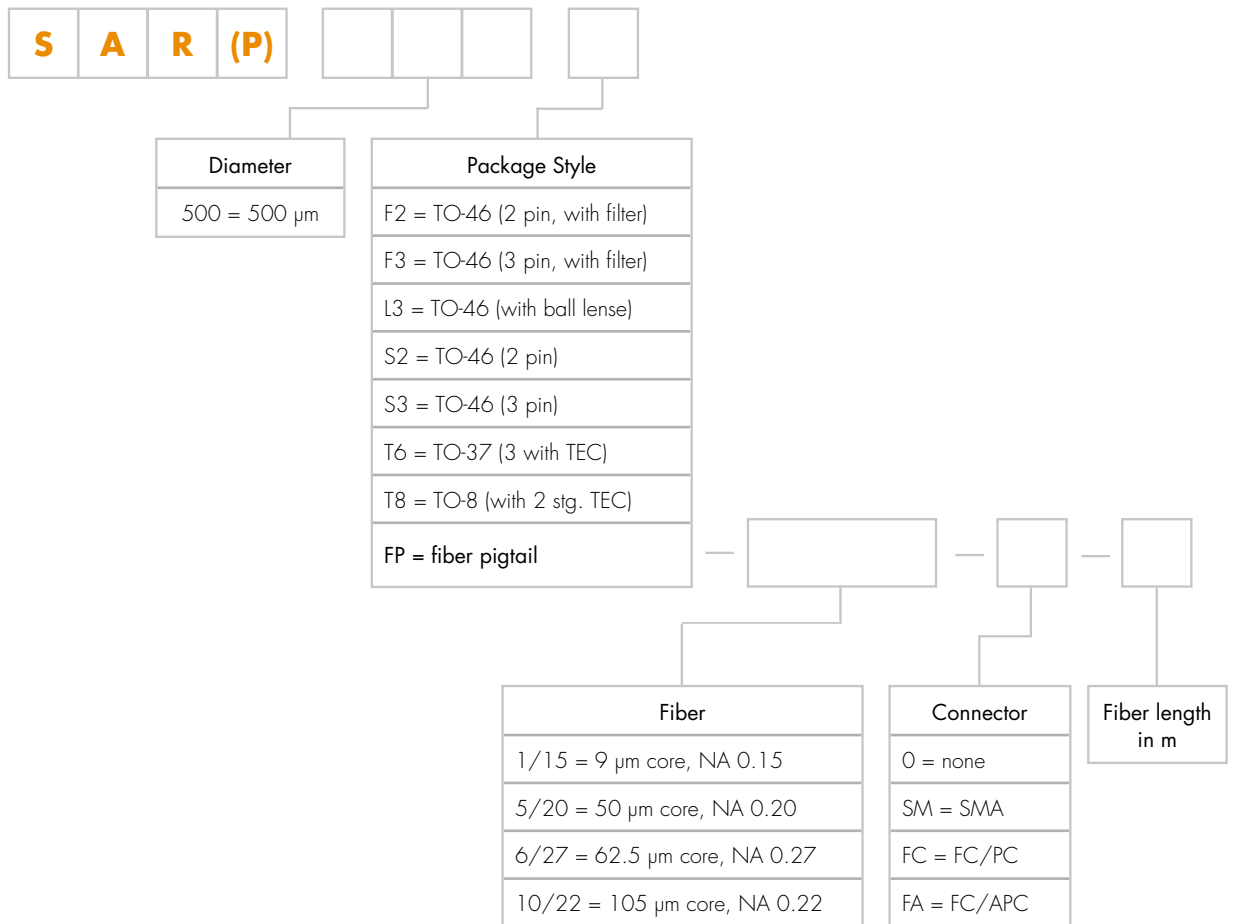 S A R (P)
Diameter
500 = 500 µm
Package Style
F2 = TO-46 (2 pin, with filter)
F3 = TO-46 (3 pin, with filter)
L3 = TO-46 (with ball lense)
S2 = TO-46 (2 pin)
S3 = TO-46 (3 pin)
T6 = TO-37 (3 with TEC)
T8 = TO-8 (with 2 stg. TEC)
FP = fiber pigtail
Fiber
1/15 = 9 µm core, NA 0.15
5/20 = 50 µm core, NA 0.20
6/27 = 62.5 µm core, NA 0.27
10/22 = 105 µm core, NA 0.22
Connector
0 = none
SM = SMA
FC = FC/PC
FA = FC/APC
Fiber length
in m